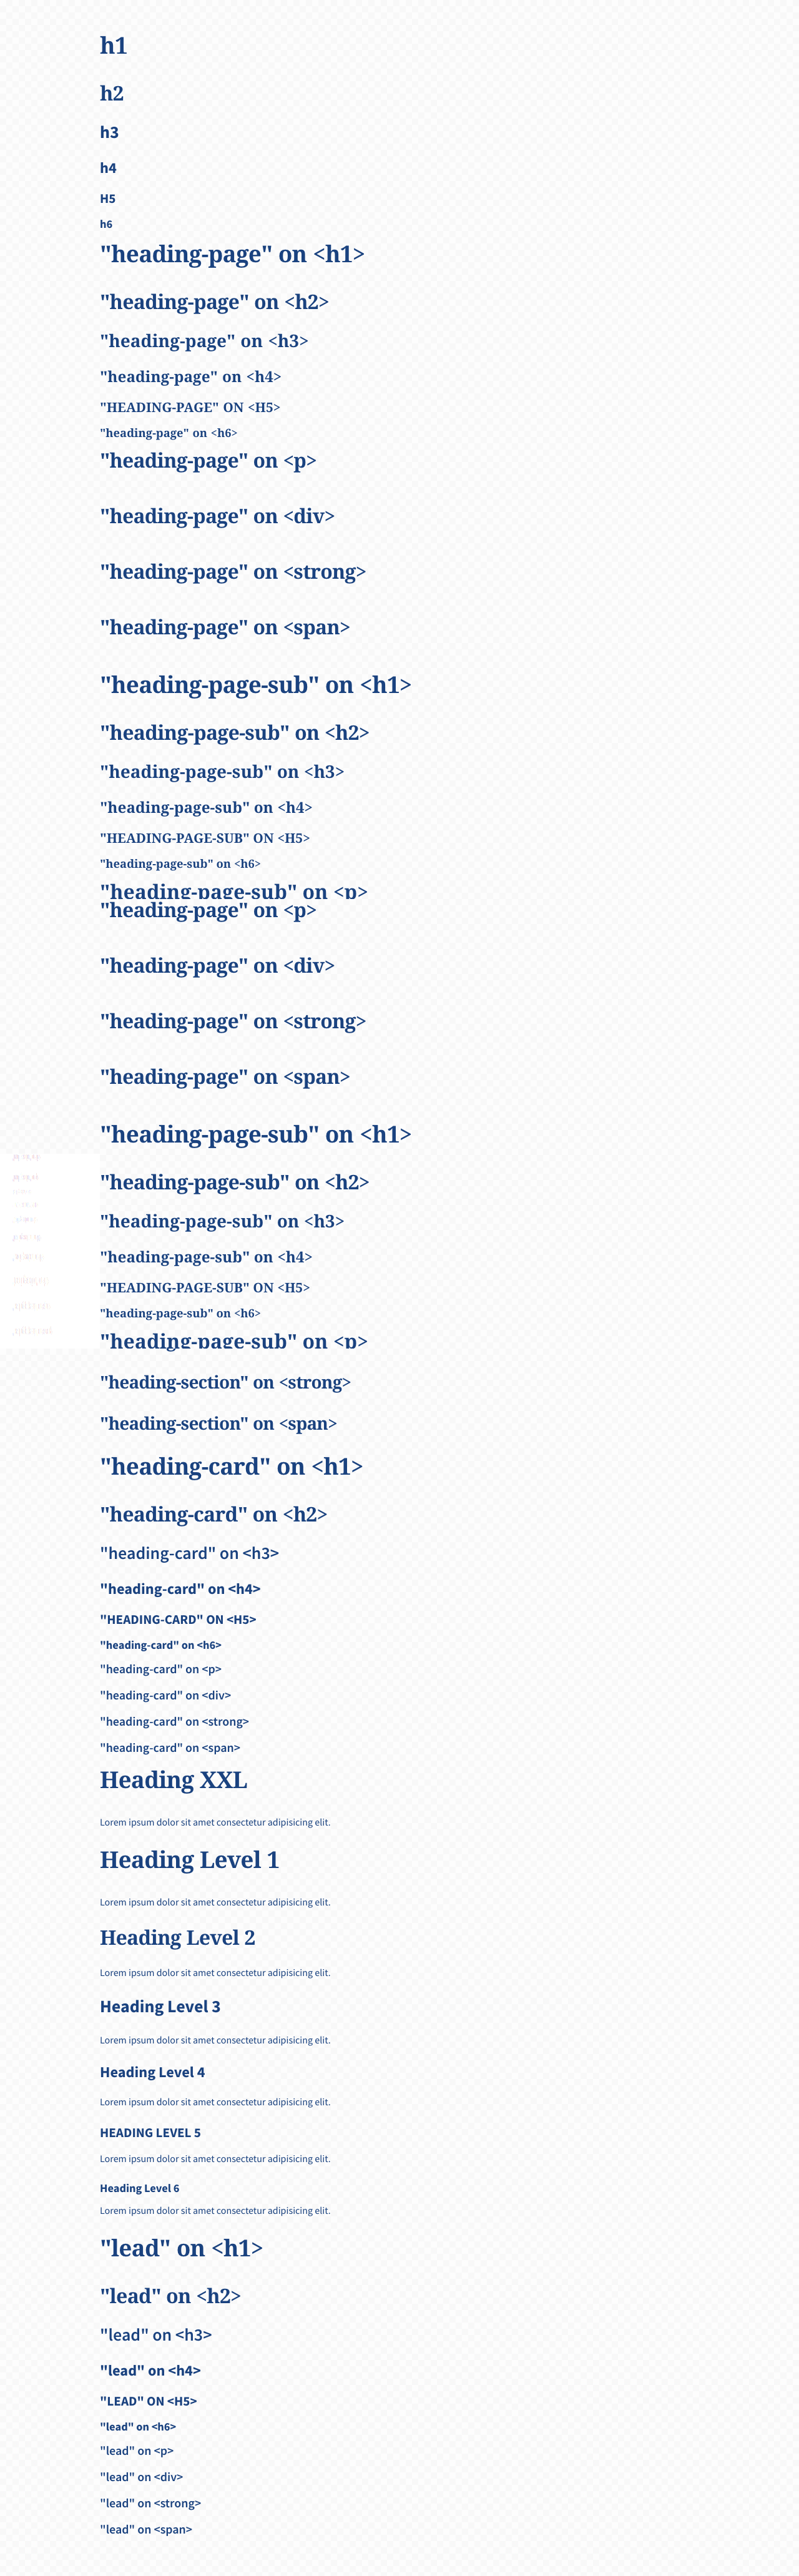 h1
h2
h3
h4
H5
h6
"heading-page" on <h1>
"heading-page" on <h2>
"heading-page" on <h3>
"heading-page" on <h4>
"HEADING-PAGE" ON <H5>
"heading-page" on <h6>
"heading-page" on <p>
"heading-page" on <div>
"heading-page" on <strong>
"heading-page" on <span>
"heading-page-sub" on <h1>
"heading-page-sub" on <h2>
"heading-page-sub" on <h3>
"heading-page-sub" on <h4>
"HEADING-PAGE-SUB" ON <H5>
"heading-page-sub" on <h6>
"heading-page-sub" on <p>
"heading-page" on <p>
"heading-page" on <div>
"heading-page" on <strong>
"heading-page" on <span>
"heading-page-sub" on <h1>
"heading-page-sub" on <h2>
"heading-page-sub" on <h3>
"heading-page-sub" on <h4>
"HEADING-PAGE-SUB" ON <H5>
"heading-page-sub" on <h6>
"heading-page-sub" on <p>
"heading-section" on <strong>
"heading-section" on <span>
"heading-card" on <h1>
"heading-card" on <h2>
"heading-card" on <h3>
"heading-card" on <h4>
"HEADING-CARD" ON <H5>
"heading-card" on <h6>
"heading-card" on <p>
"heading-card" on <div>
"heading-card" on <strong>
"heading-card" on <span>
Heading XXL
Lorem ipsum dolor sit amet consectetur adipisicing elit.
Heading Level 1
Lorem ipsum dolor sit amet consectetur adipisicing elit.
Heading Level 2
Lorem ipsum dolor sit amet consectetur adipisicing elit.
Heading Level 3
Lorem ipsum dolor sit amet consectetur adipisicing elit.
Heading Level 4
Lorem ipsum dolor sit amet consectetur adipisicing elit.
HEADING LEVEL 5
Lorem ipsum dolor sit amet consectetur adipisicing elit.
Heading Level 6
Lorem ipsum dolor sit amet consectetur adipisicing elit.
"lead" on <h1>
"lead" on <h2>
"lead" on <h3>
"lead" on <h4>
"LEAD" ON <H5>
"lead" on <h6>
"lead" on <p>
"lead" on <div>
"lead" on <strong>
"lead" on <span>